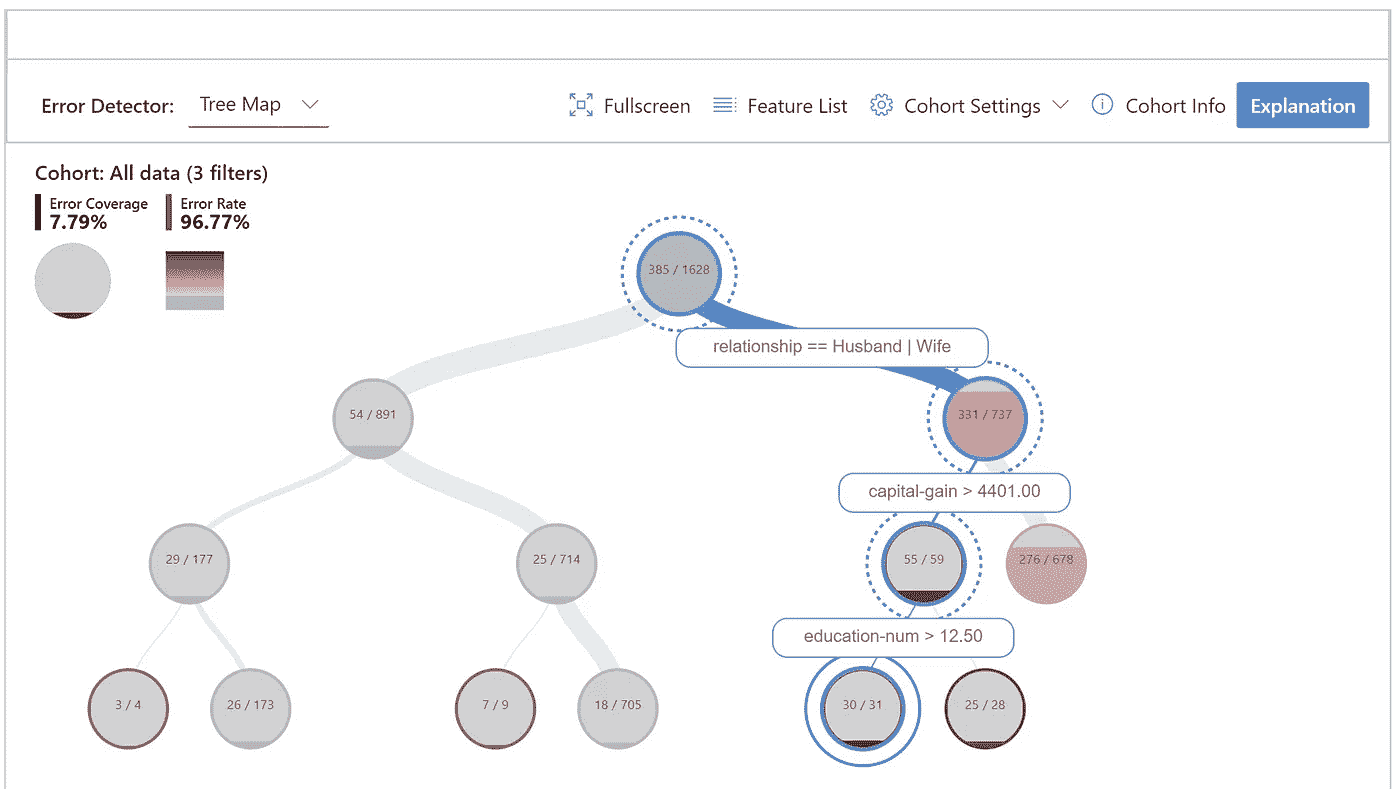 Error Detector: Tree Map Fullscreen Feature List Cohort Settings Cohort Info Explanation
Cohort: All data (3 filters)
Error Coverage Error Rate
7.79% 96.77%
385 / 1628
relationship == Husband | Wife
54 / 891 331 / 737
capital-gain > 4401.00
29 / 177 25 / 714 55 / 59 276 / 678
education-num > 12.50
3 / 4 26 / 173 7 / 9 18 / 705 30 / 31 25 / 28